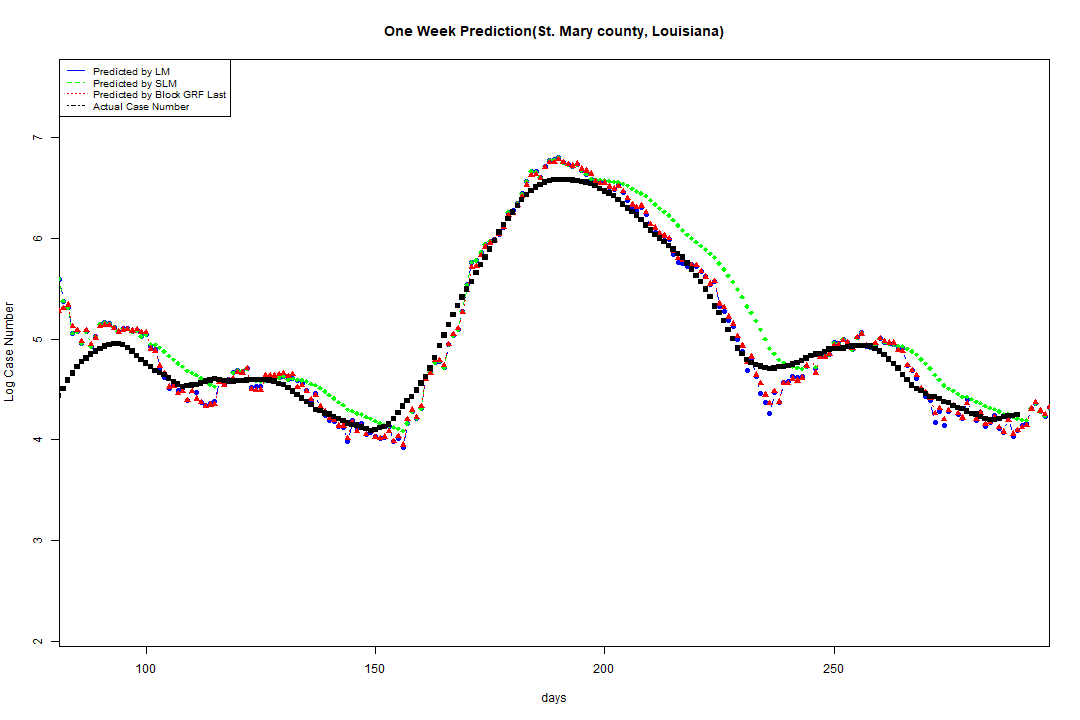 One Week Prediction(St. Mary county, Louisiana)
Predicted by LM
Predicted by SLM
Predicted by Block GRF Last
Actual Case Number
7
6
5
4
3
2
Log Case Number
100 150 200 250
days